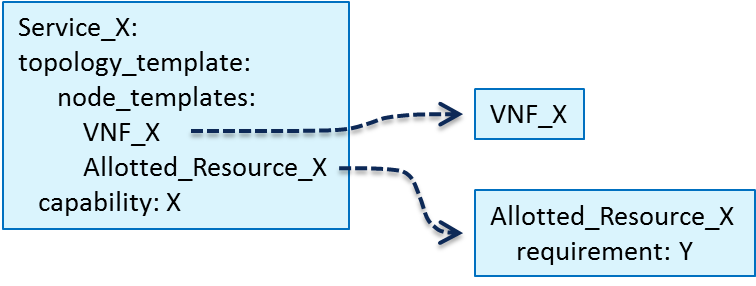 Service_X:
topology_template:
node_templates:
VNF_X
Allotted_Resource_X
capability: X
VNF_X
Allotted_Resource_X
requirement: Y